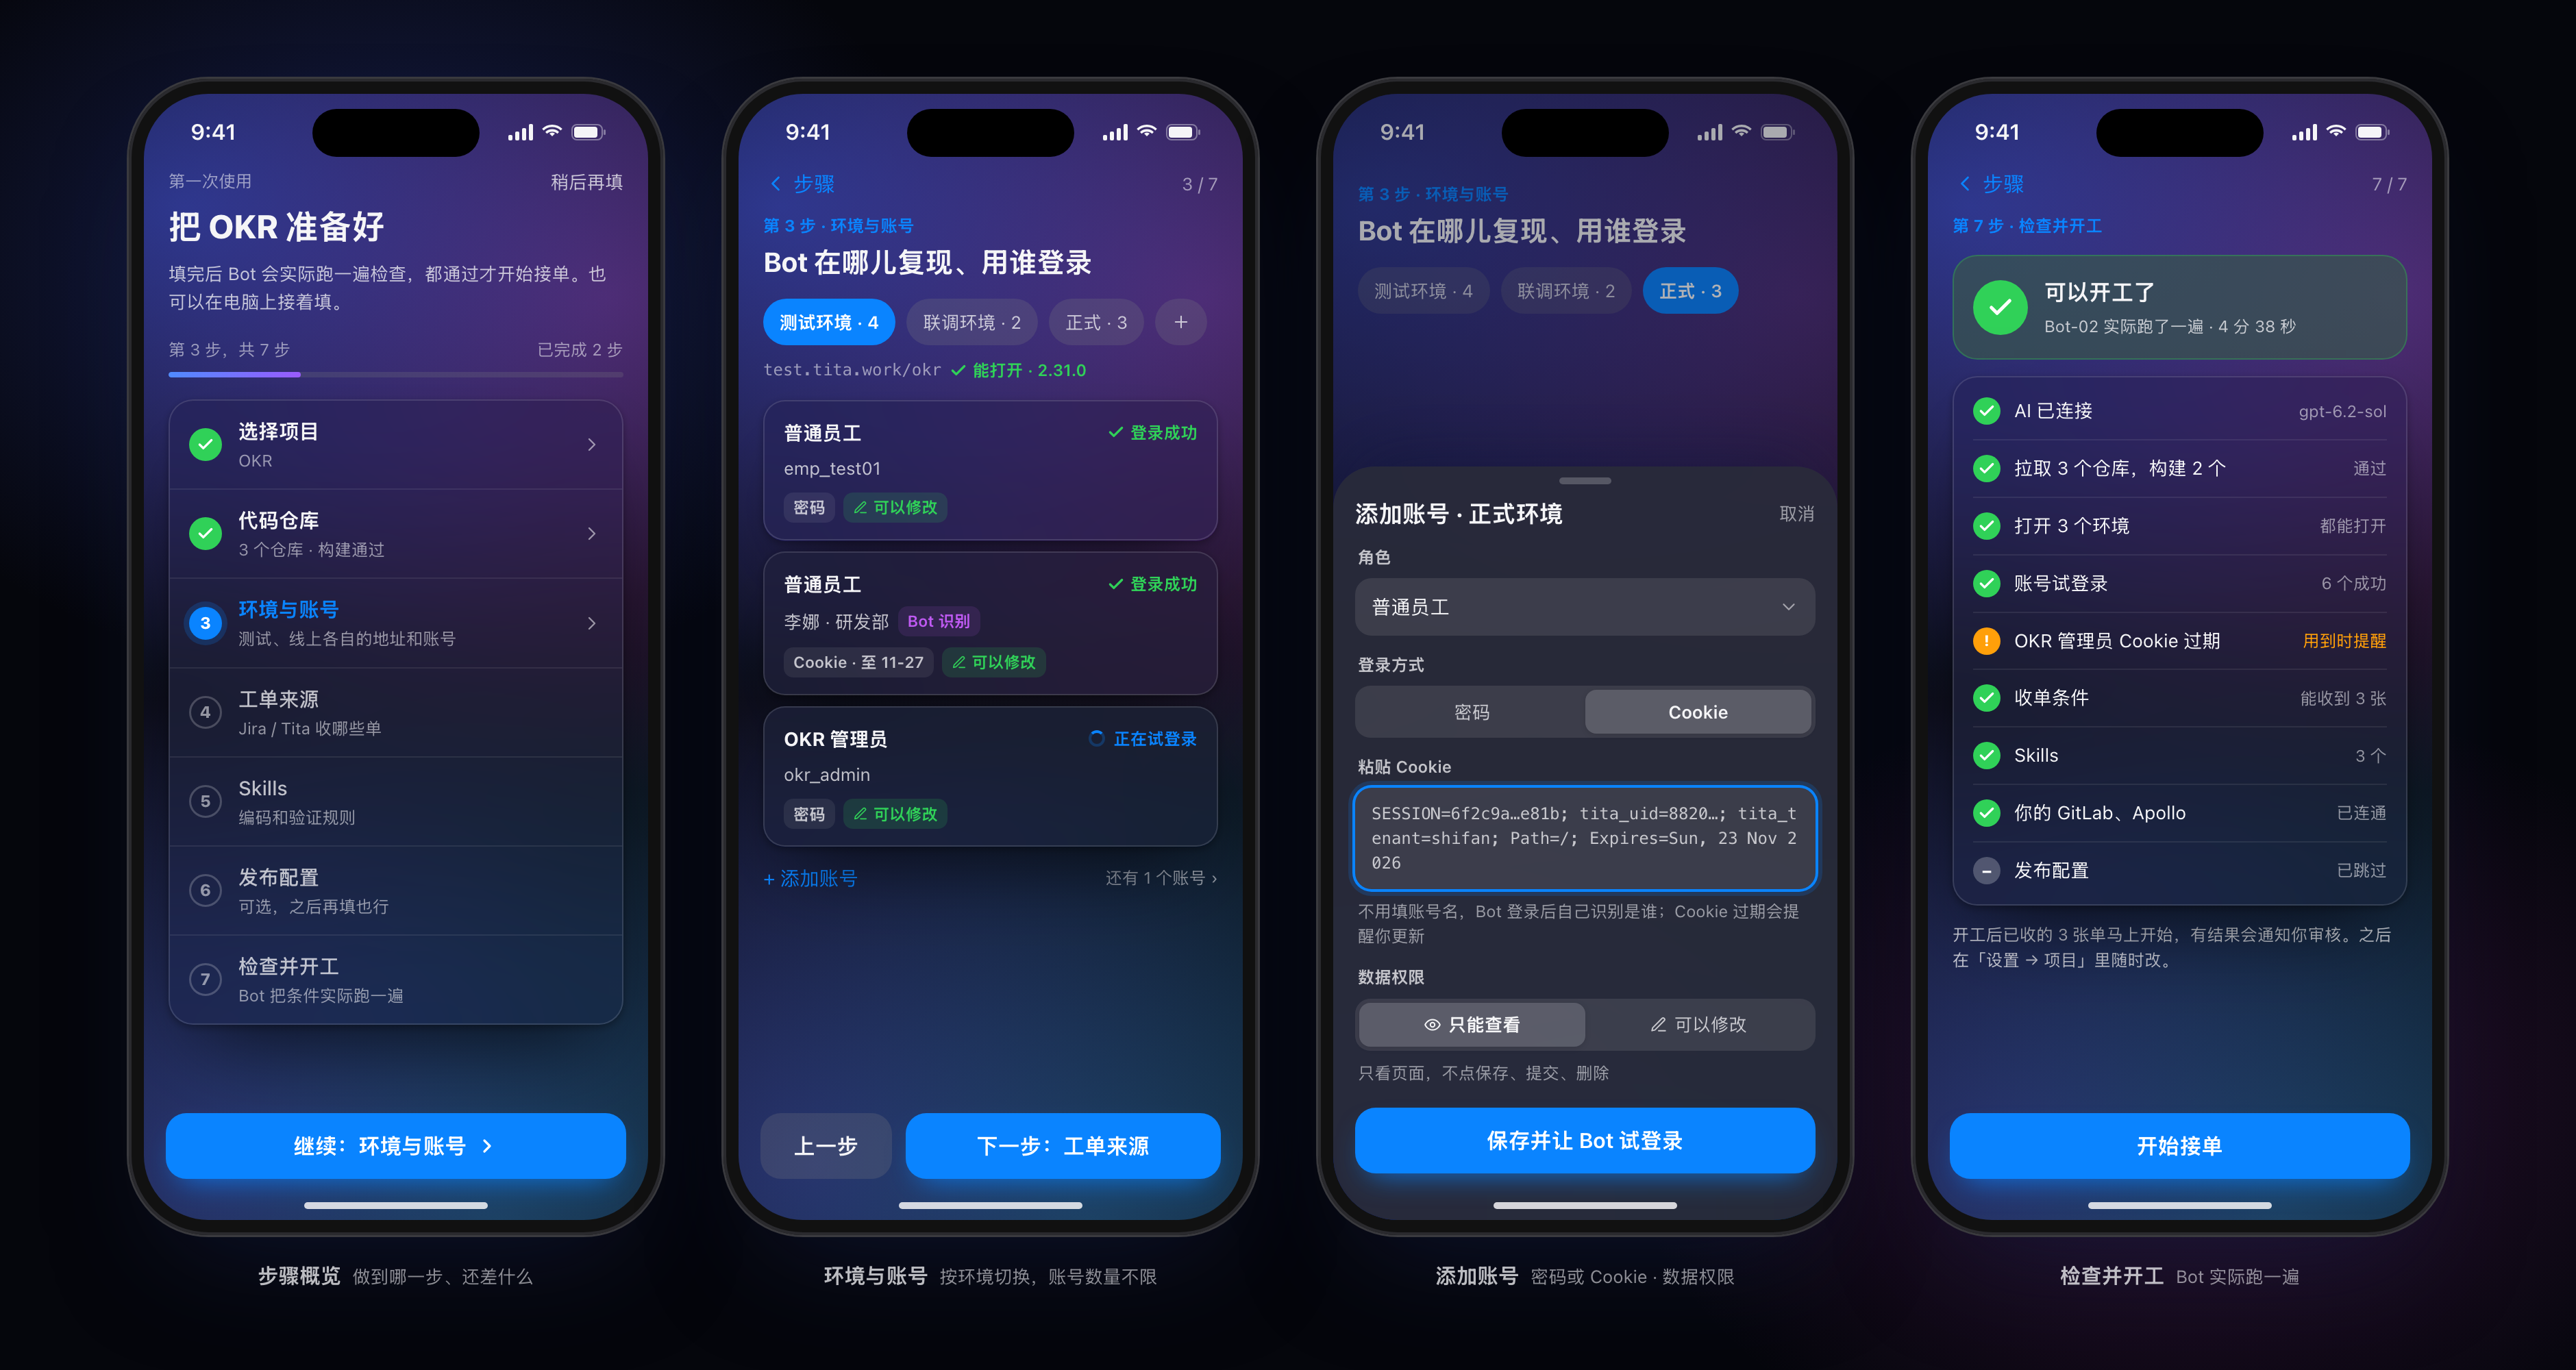 9:41
第一次使用
稍后再填
把 OKR 准备好
填完后 Bot 会实际跑一遍检查，都通过才开始接单。也
可以在电脑上接着填。
第 3 步，共 7 步
已完成 2 步
选择项目
OKR
代码仓库
3 个仓库 · 构建通过
3
环境与账号
测试、线上各自的地址和账号
4
工单来源
Jira / Tita 收哪些单
5
Skills
编码和验证规则
6
发布配置
可选，之后再填也行
7
检查并开工
Bot 把条件实际跑一遍
继续：环境与账号
步骤概览 做到哪一步、还差什么
9:41
步骤
3 / 7
第 3 步 · 环境与账号
Bot 在哪儿复现、用谁登录
测试环境 · 4
联调环境 · 2
正式 · 3
+
test.tita.work/okr 能打开 · 2.31.0
普通员工
登录成功
emp_test01
密码
可以修改
普通员工
登录成功
李娜 · 研发部
Bot 识别
Cookie · 至 11-27
可以修改
OKR 管理员
正在试登录
okr_admin
密码
可以修改
+ 添加账号
还有 1 个账号 ›
上一步
下一步：工单来源
环境与账号 按环境切换，账号数量不限
9:41
第 3 步 · 环境与账号
Bot 在哪儿复现、用谁登录
测试环境 · 4
联调环境 · 2
正式 · 3
添加账号 · 正式环境
取消
角色
普通员工
登录方式
密码
Cookie
粘贴 Cookie
SESSION=6f2c9a…e81b; tita_uid=8820…; tita_t
enant=shifan; Path=/; Expires=Sun, 23 Nov 2
026
不用填账号名，Bot 登录后自己识别是谁；Cookie 过期会提
醒你更新
数据权限
只能查看
可以修改
只看页面，不点保存、提交、删除
保存并让 Bot 试登录
添加账号 密码或 Cookie · 数据权限
9:41
步骤
7 / 7
第 7 步 · 检查并开工
可以开工了
Bot-02 实际跑了一遍 · 4 分 38 秒
AI 已连接
gpt-6.2-sol
拉取 3 个仓库，构建 2 个
通过
打开 3 个环境
都能打开
账号试登录
6 个成功
OKR 管理员 Cookie 过期
用到时提醒
收单条件
能收到 3 张
Skills
3 个
你的 GitLab、Apollo
已连通
发布配置
已跳过
开工后已收的 3 张单马上开始，有结果会通知你审核。之后
在「设置 → 项目」里随时改。
开始接单
检查并开工 Bot 实际跑一遍